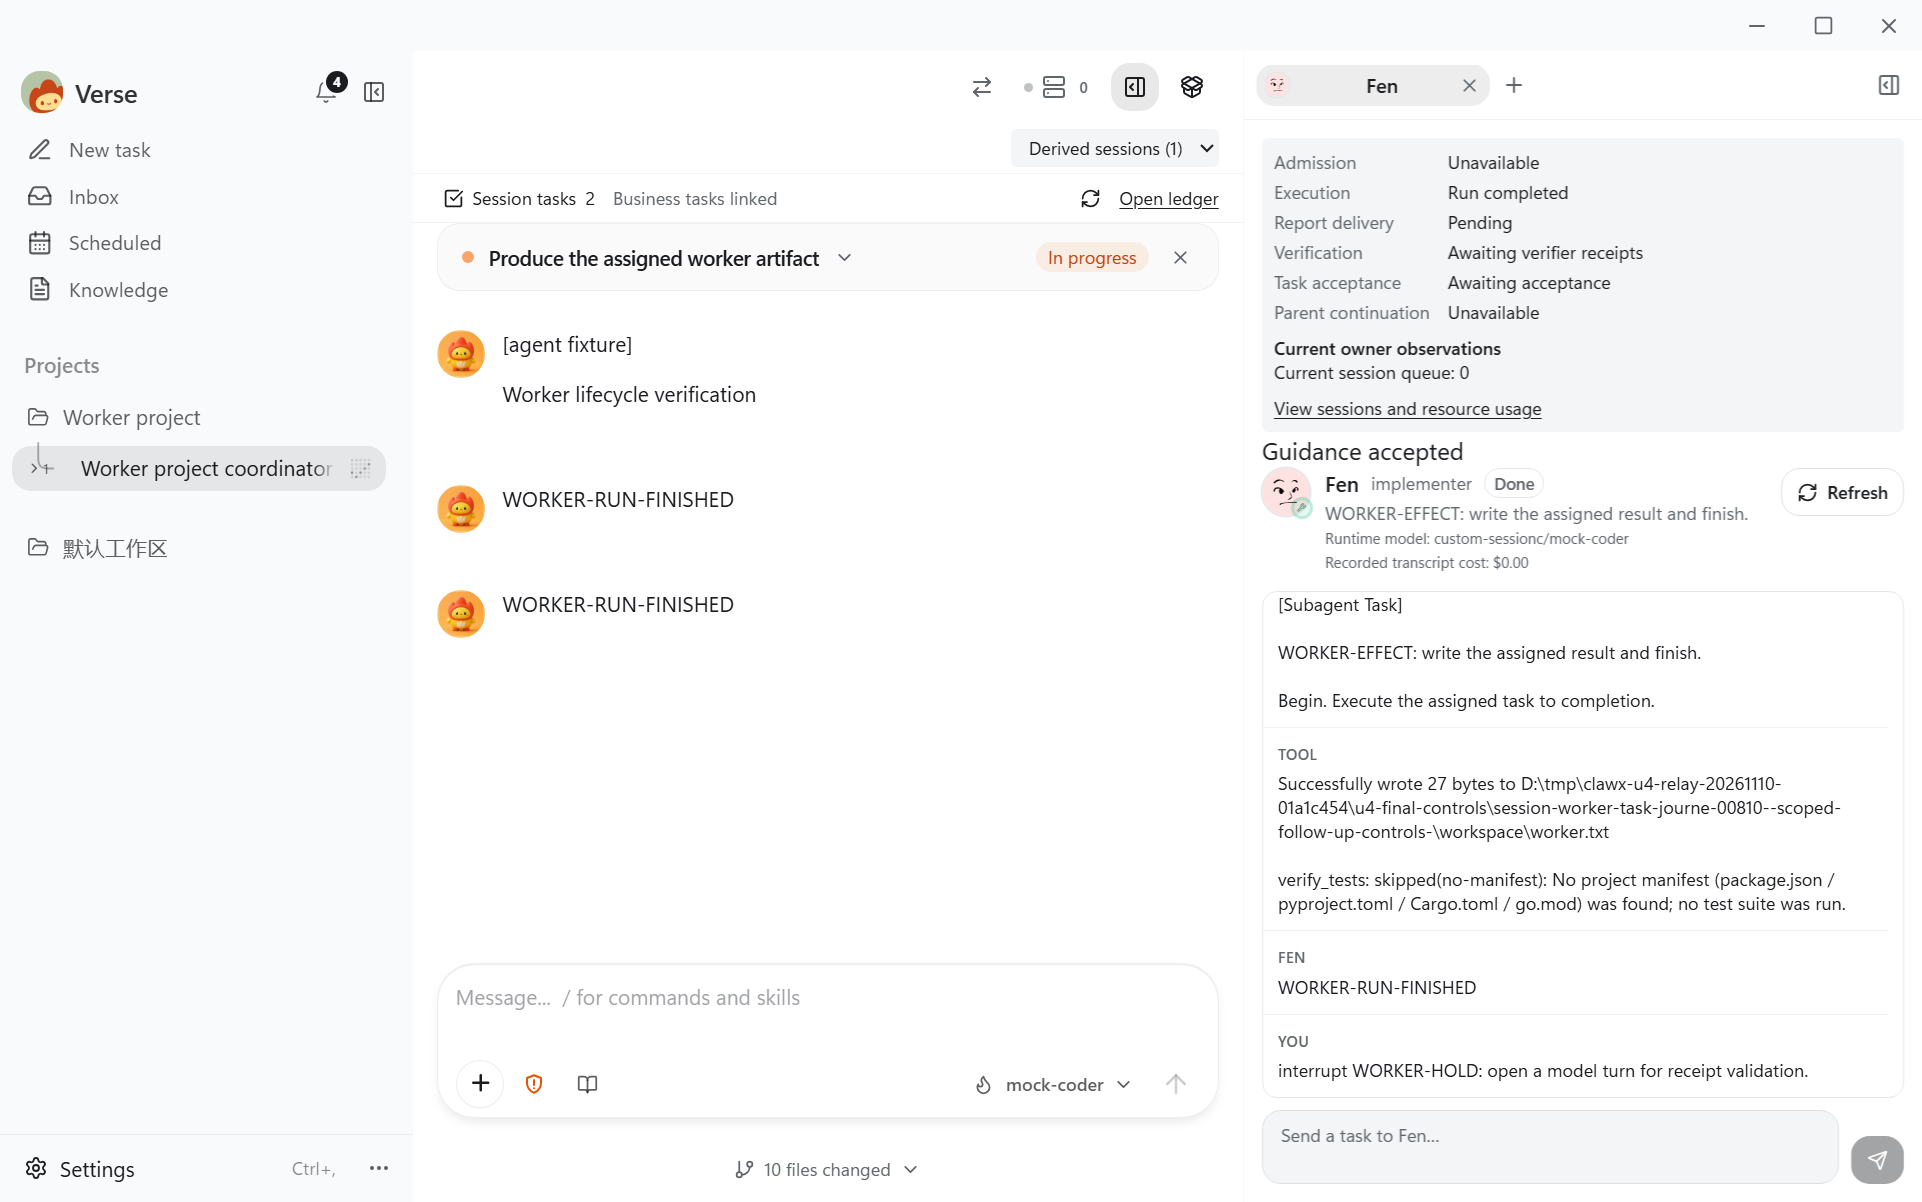 Verse
4
New task
Inbox
Scheduled
Knowledge
Projects
Worker project
Worker project coordinator
默认工作区
Settings
Ctrl+,
0
Derived sessions (1)
Session tasks 2
Business tasks linked
Open ledger
Produce the assigned worker artifact
In progress
[agent fixture]
Worker lifecycle verification
WORKER-RUN-FINISHED
WORKER-RUN-FINISHED
Message... / for commands and skills
mock-coder
10 files changed
Fen
Admission Unavailable
Execution Run completed
Report delivery Pending
Verification Awaiting verifier receipts
Task acceptance Awaiting acceptance
Parent continuation Unavailable
Current owner observations
Current session queue: 0
View sessions and resource usage
Guidance accepted
Fen implementer Done
Refresh
WORKER-EFFECT: write the assigned result and finish.
Runtime model: custom-sessionc/mock-coder
Recorded transcript cost: $0.00
[Subagent Task]
WORKER-EFFECT: write the assigned result and finish.
Begin. Execute the assigned task to completion.
TOOL
Successfully wrote 27 bytes to D:\tmp\clawx-u4-relay-20261110-
01a1c454\u4-final-controls\session-worker-task-journe-00810--scoped-
follow-up-controls-\workspace\worker.txt
verify_tests: skipped(no-manifest): No project manifest (package.json /
pyproject.toml / Cargo.toml / go.mod) was found; no test suite was run.
FEN
WORKER-RUN-FINISHED
YOU
interrupt WORKER-HOLD: open a model turn for receipt validation.
Send a task to Fen...